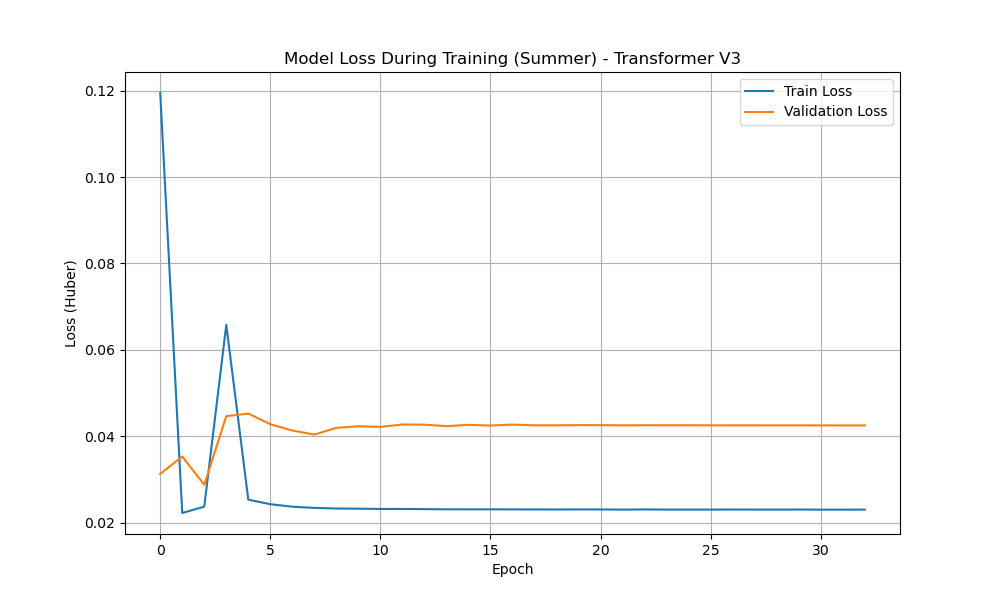 Model Loss During Training (Summer) - Transformer V3
Train Loss
Validation Loss
0.12
0.10
0.08
0.06
0.04
0.02
Loss (Huber)
0 5 10 15 20 25 30
Epoch